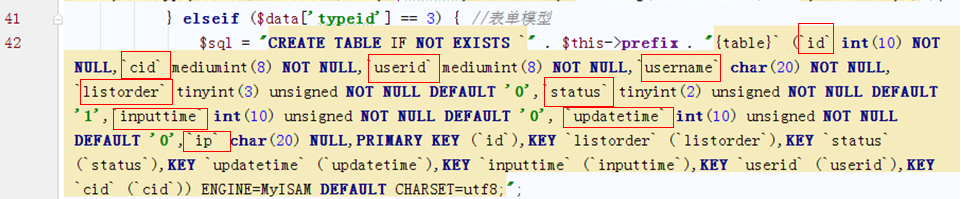 41 } elseif ($data['typeid'] == 3) { //表单模型
42 $sql = "CREATE TABLE IF NOT EXISTS `" . $this->prefix . "{table}` (`id` int(10) NOT
NULL,`cid` mediumint(8) NOT NULL,`userid` mediumint(8) NOT NULL,`username` char(20) NOT NULL,
`listorder` tinyint(3) unsigned NOT NULL DEFAULT '0',`status` tinyint(2) unsigned NOT NULL DEFAULT
'1',`inputtime` int(10) unsigned NOT NULL DEFAULT '0', `updatetime` int(10) unsigned NOT NULL
DEFAULT '0',`ip` char(20) NULL,PRIMARY KEY (`id`),KEY `listorder` (`listorder`),KEY `status`
(`status`),KEY `updatetime` (`updatetime`),KEY `inputtime` (`inputtime`),KEY `userid` (`userid`),KEY
`cid` (`cid`)) ENGINE=MyISAM DEFAULT CHARSET=utf8;";